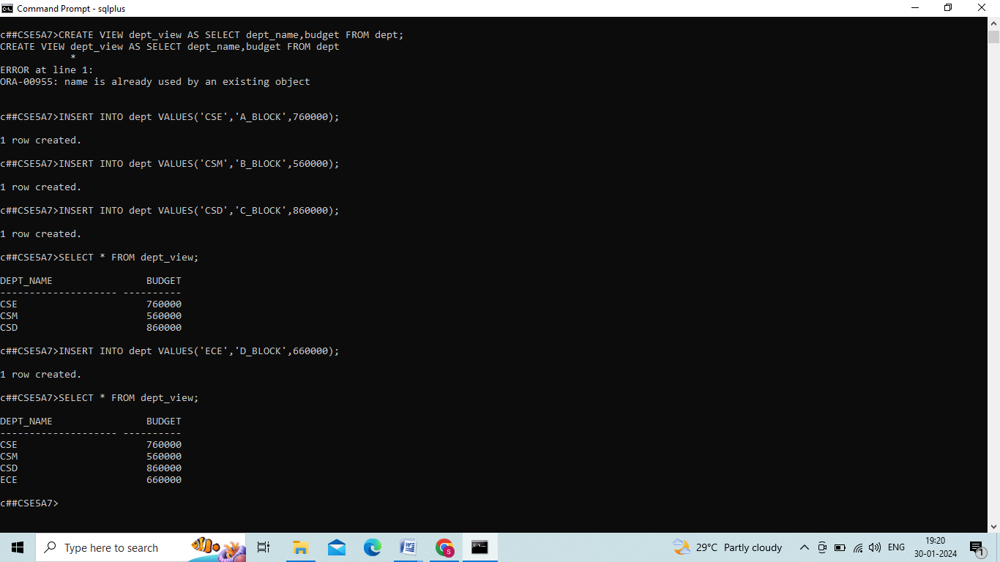 Command Prompt - sqlplus
c##CSE5A7>CREATE VIEW dept_view AS SELECT dept_name,budget FROM dept;
CREATE VIEW dept_view AS SELECT dept_name,budget FROM dept
            *
ERROR at line 1:
ORA-00955: name is already used by an existing object
c##CSE5A7>INSERT INTO dept VALUES('CSE','A_BLOCK',760000);
1 row created.
c##CSE5A7>INSERT INTO dept VALUES('CSM','B_BLOCK',560000);
1 row created.
c##CSE5A7>INSERT INTO dept VALUES('CSD','C_BLOCK',860000);
1 row created.
c##CSE5A7>SELECT * FROM dept_view;
DEPT_NAME                BUDGET
-------------------- ----------
CSE                      760000
CSM                      560000
CSD                      860000
c##CSE5A7>INSERT INTO dept VALUES('ECE','D_BLOCK',660000);
1 row created.
c##CSE5A7>SELECT * FROM dept_view;
DEPT_NAME                BUDGET
-------------------- ----------
CSE                      760000
CSM                      560000
CSD                      860000
ECE                      660000
c##CSE5A7>
Type here to search
29°C Partly cloudy
ENG
19:20
30-01-2024
1